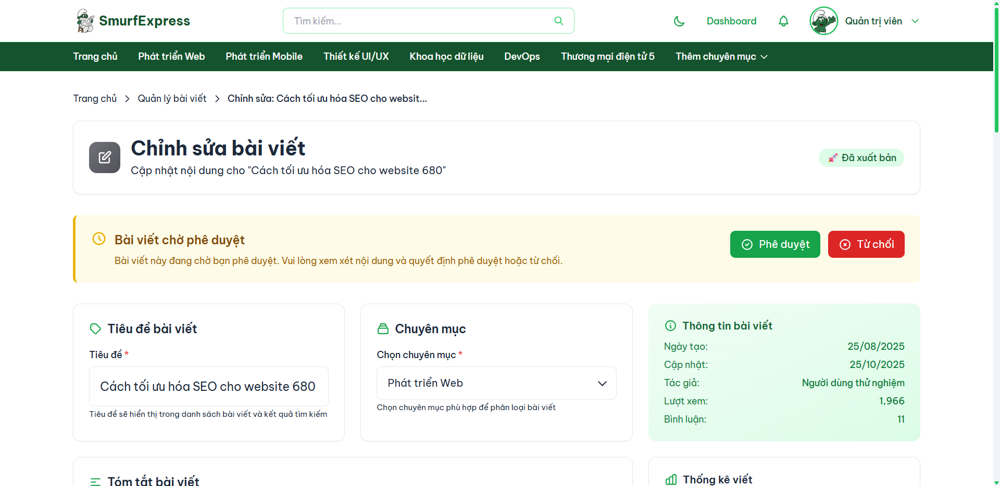 SmurfExpress
Tìm kiếm...
Dashboard
Quản trị viên
Trang chủ
Phát triển Web
Phát triển Mobile
Thiết kế UI/UX
Khoa học dữ liệu
DevOps
Thương mại điện tử 5
Thêm chuyên mục
Trang chủ
Quản lý bài viết
Chỉnh sửa: Cách tối ưu hóa SEO cho websit...
Chỉnh sửa bài viết
Cập nhật nội dung cho "Cách tối ưu hóa SEO cho website 680"
🚀 Đã xuất bản
Bài viết chờ phê duyệt
Bài viết này đang chờ bạn phê duyệt. Vui lòng xem xét nội dung và quyết định phê duyệt hoặc từ chối.
Phê duyệt
Từ chối
Tiêu đề bài viết
Tiêu đề *
Cách tối ưu hóa SEO cho website 680
Tiêu đề sẽ hiển thị trong danh sách bài viết và kết quả tìm kiếm
Chuyên mục
Chọn chuyên mục *
Phát triển Web
Chọn chuyên mục phù hợp để phân loại bài viết
Thông tin bài viết
Ngày tạo: 25/08/2025
Cập nhật: 25/10/2025
Tác giả: Người dùng thử nghiệm
Lượt xem: 1,966
Bình luận: 11
Tóm tắt bài viết
Thống kê viết